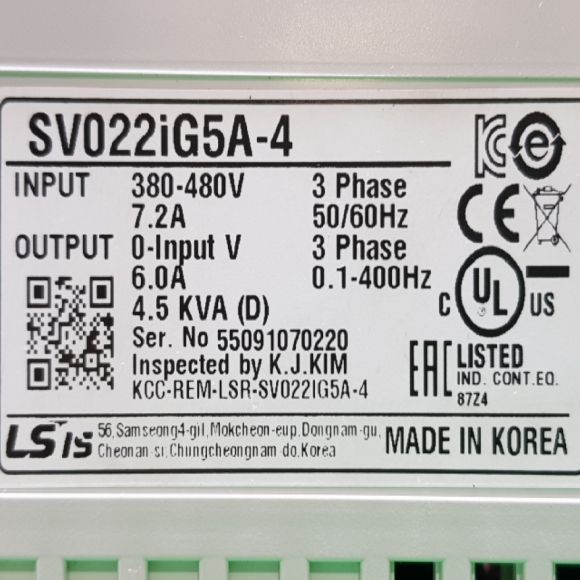 SV022iG5A-4
INPUT 380-480V 3 Phase
7.2A 50/60Hz
OUTPUT 0-Input V 3 Phase
6.0A 0.1-400Hz
4.5 KVA (D)
Ser. No 55091070220
Inspected by K.J.KIM
KCC-REM-LSR-SV022IG5A-4
CE
C UL US
EAC LISTED
IND. CONT.EQ.
87Z4
LSis 56,Samseong4-gil,Mokcheon-eup,Dongnam-gu,
Cheonan-si,Chungcheongnam-do,Korea
MADE IN KOREA